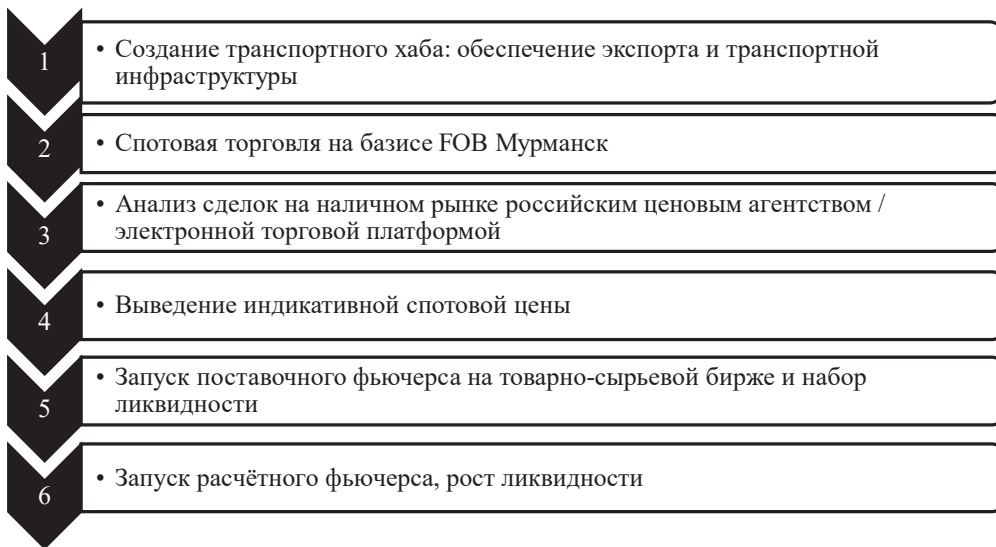 1
• Создание транспортного хаба: обеспечение экспорта и транспортной
инфраструктуры
2
• Спотовая торговля на базисе FOB Мурманск
3
• Анализ сделок на наличном рынке российским ценовым агентством /
электронной торговой платформой
4
• Выведение индикативной спотовой цены
5
• Запуск поставочного фьючерса на товарно-сырьевой бирже и набор
ликвидности
6
• Запуск расчётного фьючерса, рост ликвидности